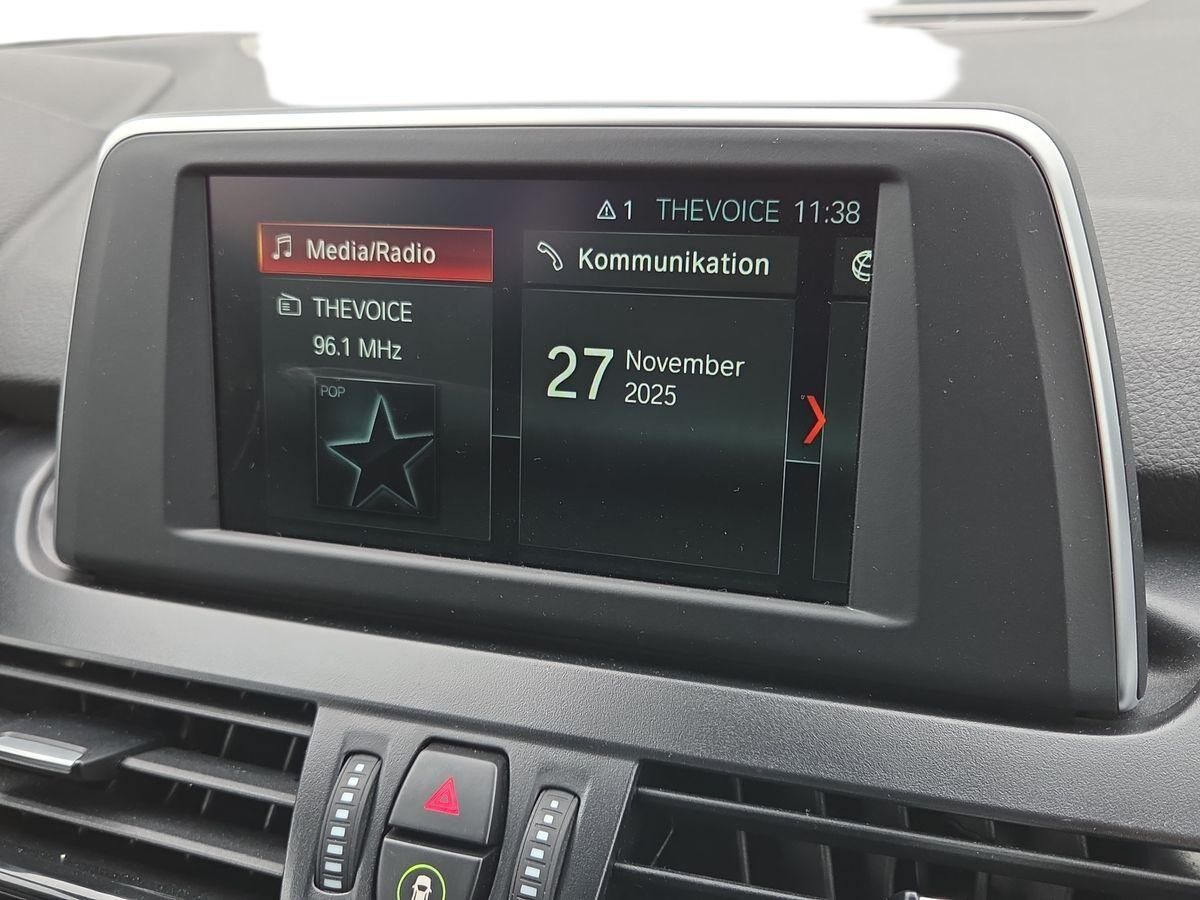 1 THEVOICE 11:38
Media/Radio
THEVOICE
96.1 MHz
POP
Kommunikation
27 November
2025